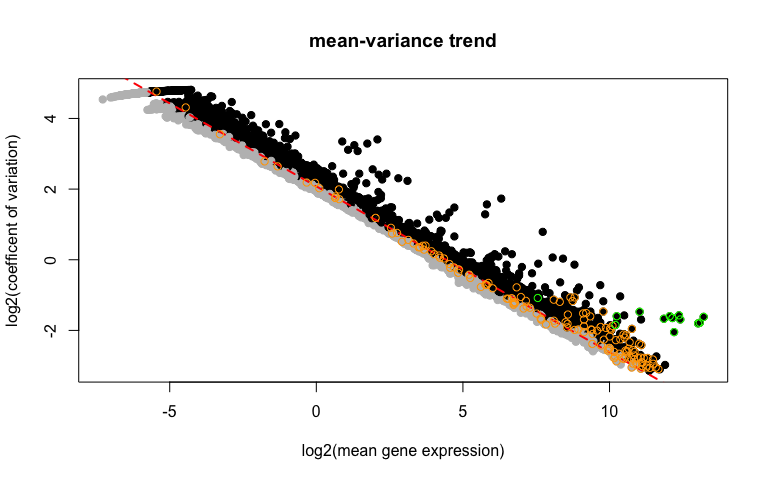 mean-variance trend
log2(coefficent of variation)
4
2
0
-2
-5
0
5
10
log2(mean gene expression)